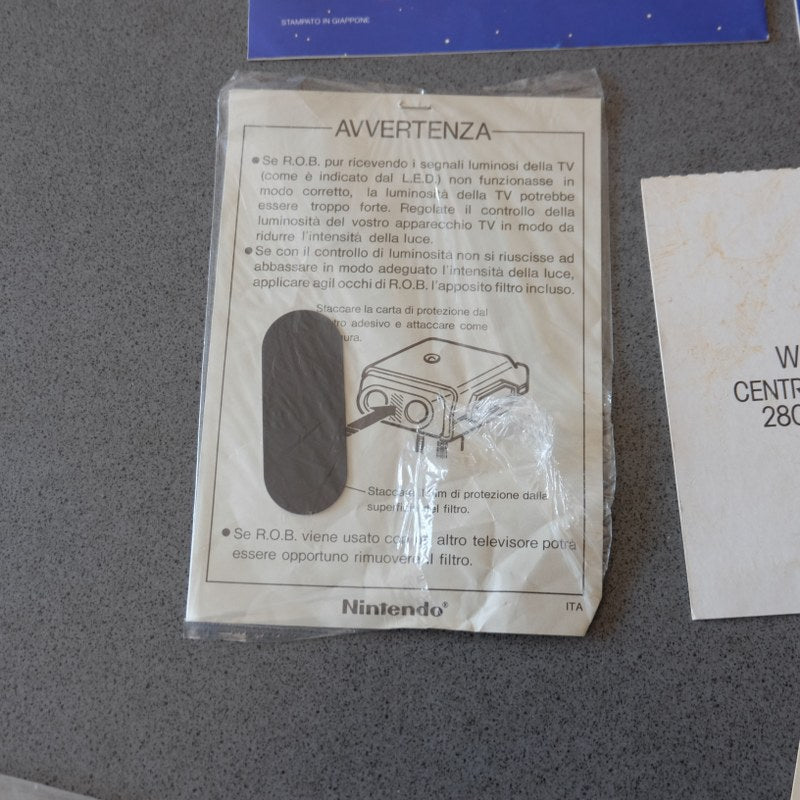 STAMPATO IN GIAPPONE
AVVERTENZA
● Se R.O.B. pur ricevendo i segnali luminosi della TV
(come è indicato dal L.E.D.) non funzionasse in
modo corretto, la luminosità della TV potrebbe
essere troppo forte. Regolate il controllo della
luminosità del vostro apparecchio TV in modo da
ridurre l'intensità della luce.
● Se con il controllo di luminosità non si riuscisse ad
abbassare in modo adeguato l'intensità della luce,
applicare agil occhi di R.O.B. l'apposito filtro incluso.
Staccare la carta di protezione dal
adesivo e attaccare come
Staccare film di protezione dalla
superficie del filtro.
● Se R.O.B. viene usato con altro televisore potrà
essere opportuno rimuovere il filtro.
Nintendo®
ITA
W
CENTR
280